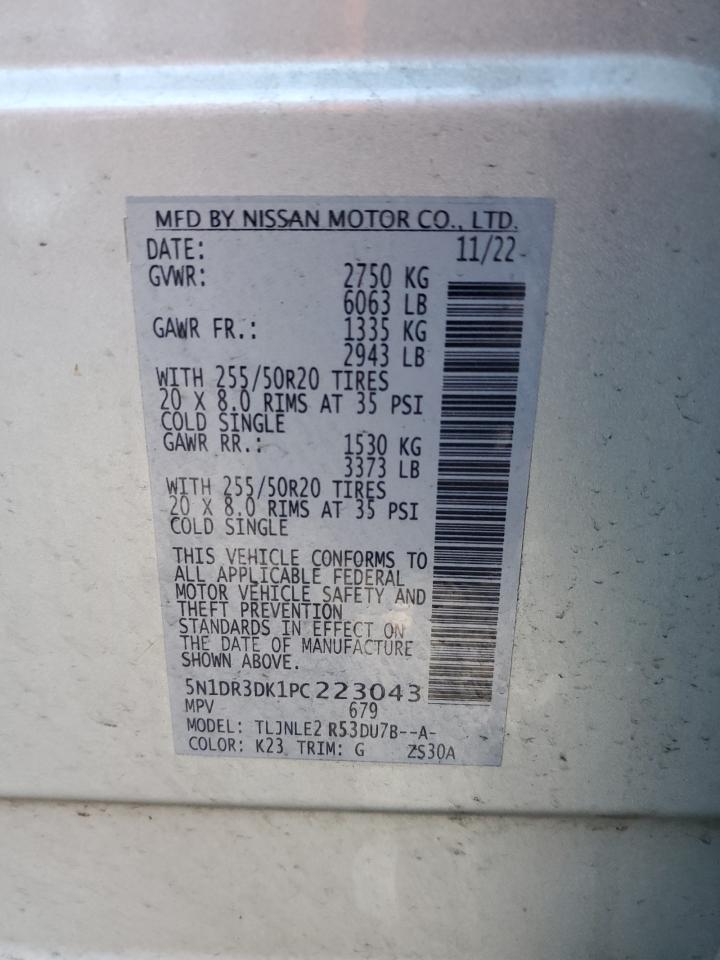 MFD BY NISSAN MOTOR CO., LTD.
DATE: 11/22
GVWR: 2750 KG
6063 LB
GAWR FR.: 1335 KG
2943 LB
WITH 255/50R20 TIRES
20 X 8.0 RIMS AT 35 PSI
COLD SINGLE
GAWR RR.: 1530 KG
3373 LB
WITH 255/50R20 TIRES
20 X 8.0 RIMS AT 35 PSI
COLD SINGLE
THIS VEHICLE CONFORMS TO
ALL APPLICABLE FEDERAL
MOTOR VEHICLE SAFETY AND
THEFT PREVENTION
STANDARDS IN EFFECT ON
THE DATE OF MANUFACTURE
SHOWN ABOVE.
5N1DR3DK1PC223043
MPV 679
MODEL: TLJNLE2 R53DU7B--A-
COLOR: K23 TRIM: G ZS30A